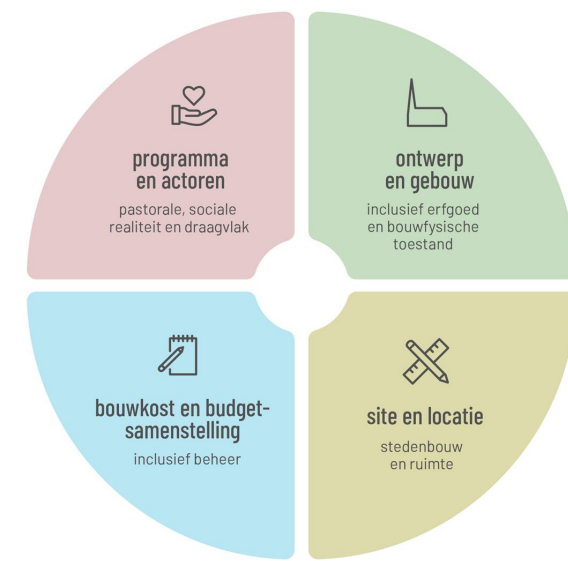 programma
en actoren
pastorale, sociale
realiteit en draagvlak
ontwerp
en gebouw
inclusief erfgoed
en bouwfysische
toestand
bouwkost en budget-
samenstelling
inclusief beheer
site en locatie
stedenbouw
en ruimte